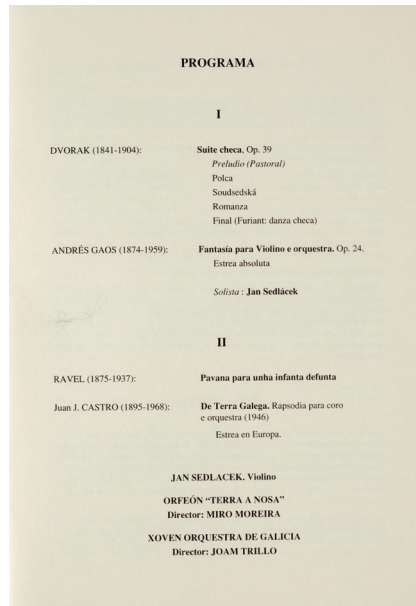 PROGRAMA
I
DVORAK (1841-1904): Suite checa, Op. 39
Preludio (Pastoral)
Polca
Soudsedská
Romanza
Final (Furiant: danza checa)
ANDRÉS GAOS (1874-1959): Fantasía para Violino e orquestra. Op. 24.
Estrea absoluta
Solista : Jan Sedlácek
II
RAVEL (1875-1937): Pavana para unha infanta defunta
Juan J. CASTRO (1895-1968): De Terra Galega. Rapsodia para coro
e orquestra (1946)
Estrea en Europa.
JAN SEDLACEK. Violino
ORFEÓN “TERRA A NOSA”
Director: MIRO MOREIRA
XOVEN ORQUESTRA DE GALICIA
Director: JOAM TRILLO